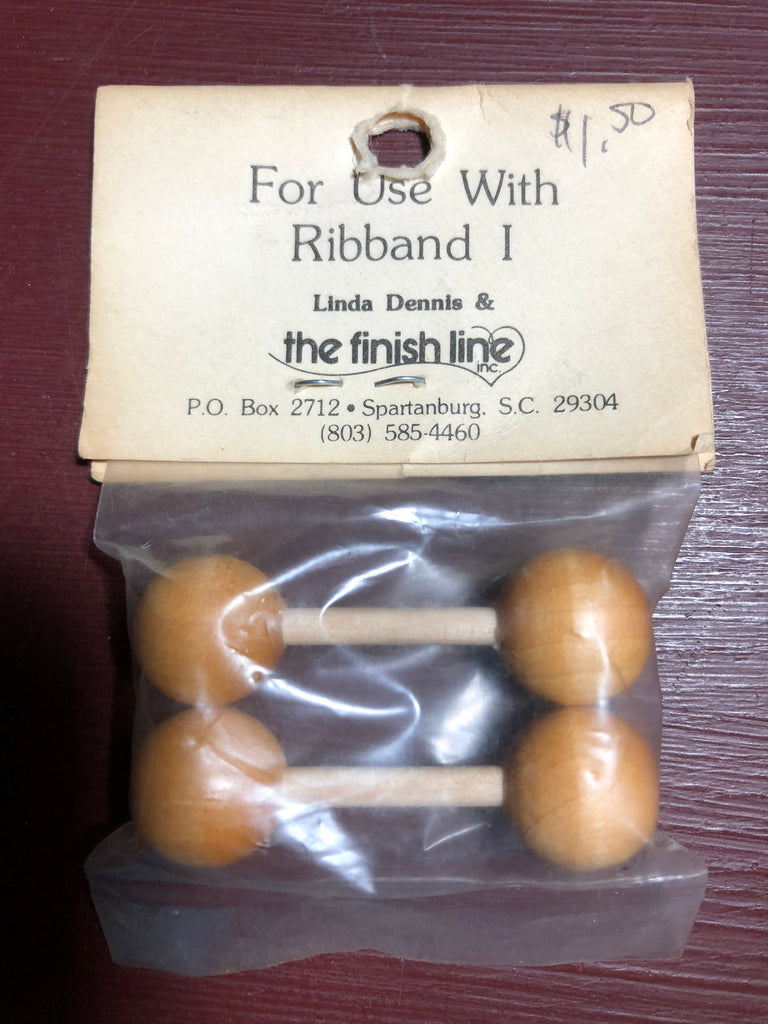 $1.50
For Use With
Ribband I
Linda Dennis &
the finish line
inc.
P.O. Box 2712 • Spartanburg, S.C. 29304
(803) 585-4460